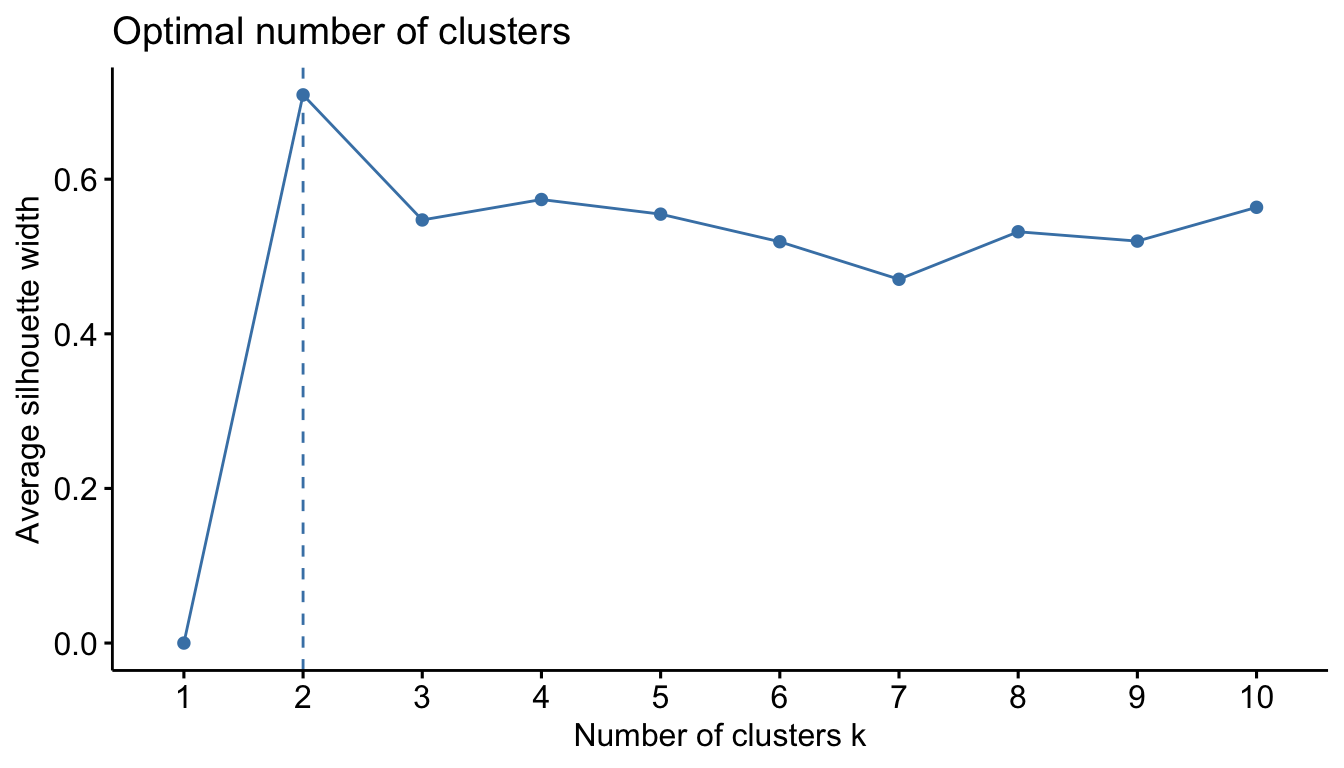 Optimal number of clusters
Average silhouette width
0.6
0.4
0.2
0.0
1 2 3 4 5 6 7 8 9 10
Number of clusters k